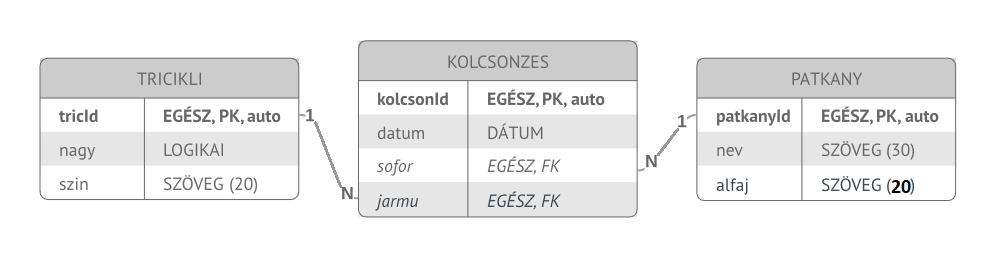 TRICIKLI
tricId EGÉSZ, PK, auto
nagy LOGIKAI
szin SZÖVEG (20)
1
N
KOLCSONZES
kolcsonId EGÉSZ, PK, auto
datum DÁTUM
sofor EGÉSZ, FK
jarmu EGÉSZ, FK
N
1
PATKANY
patkanyId EGÉSZ, PK, auto
nev SZÖVEG (30)
alfaj SZÖVEG (20)